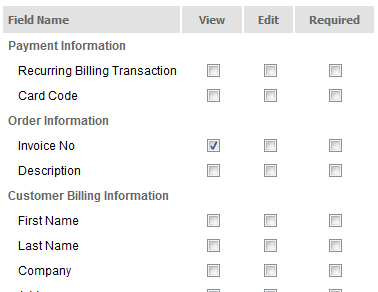 Field Name View Edit Required
Payment Information
Recurring Billing Transaction
Card Code
Order Information
Invoice No
Description
Customer Billing Information
First Name
Last Name
Company